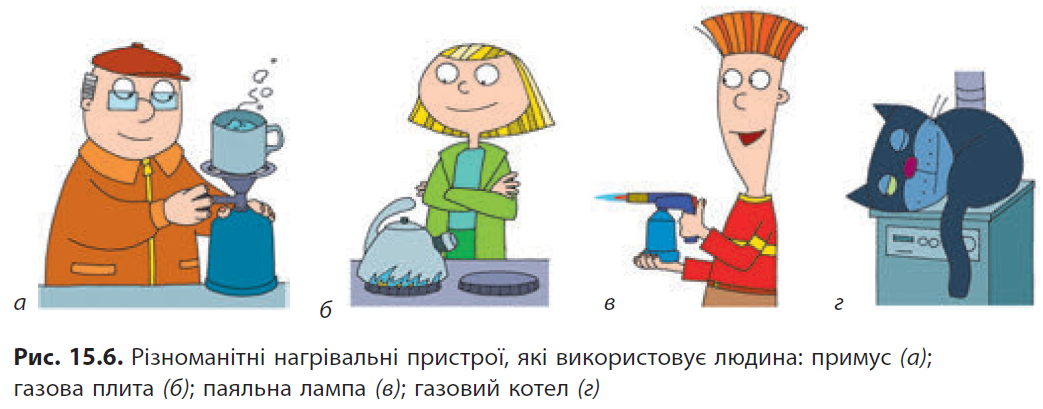 а
б
в
г
Рис. 15.6. Різноманітні нагрівальні пристрої, які використовує людина: примус (а);
газова плита (б); паяльна лампа (в); газовий котел (г)